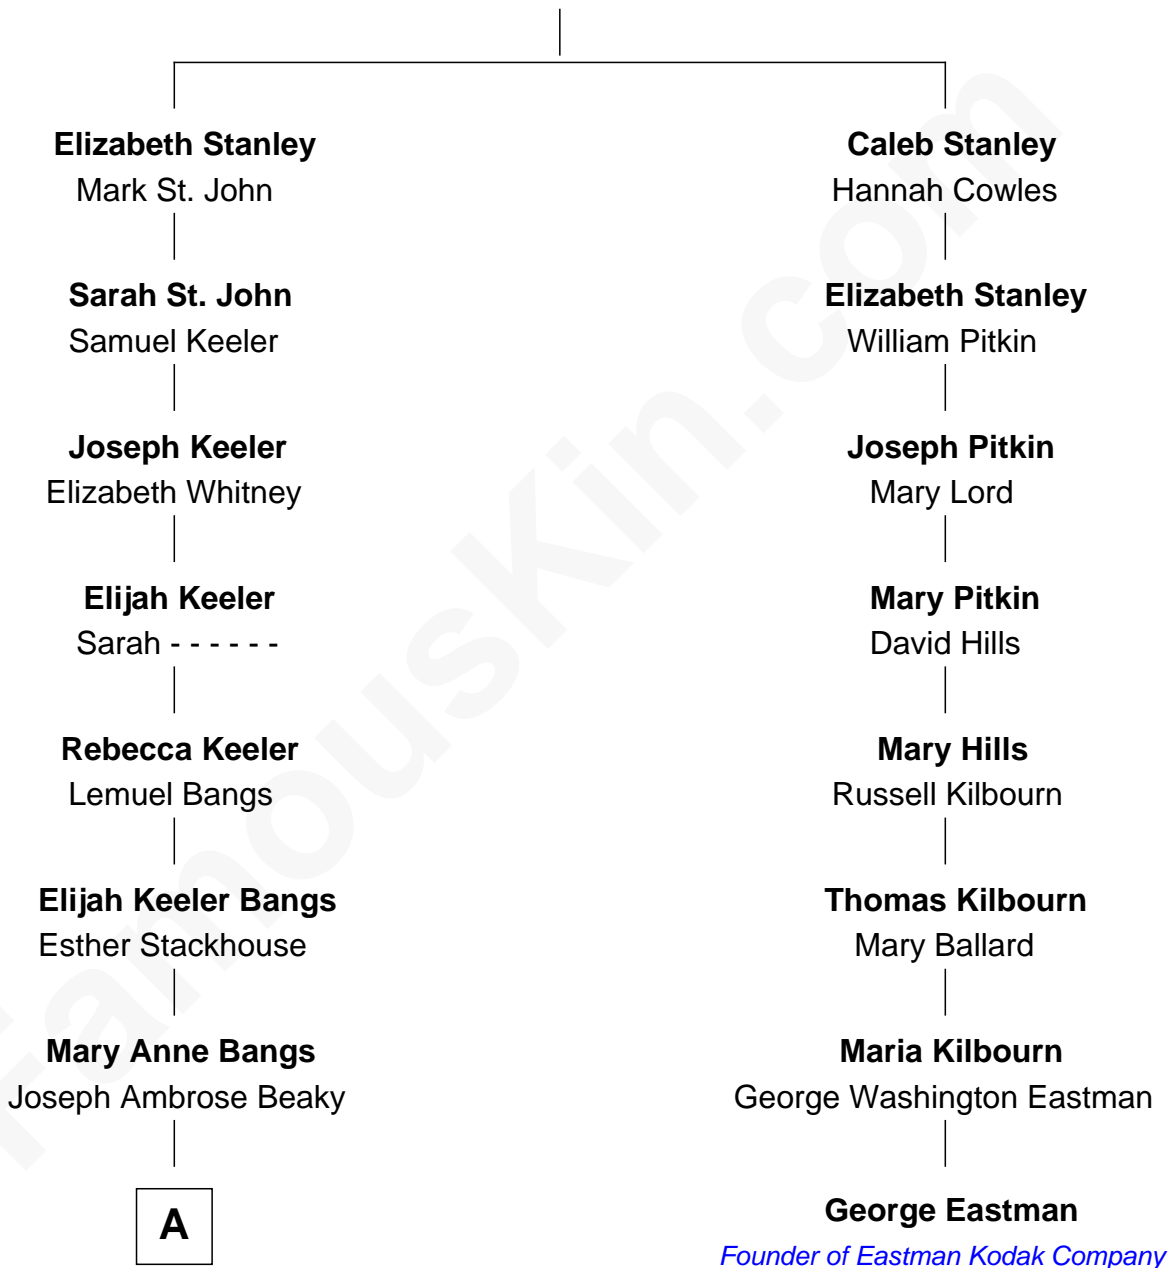 Elizabeth Stanley
Mark St. John
Caleb Stanley
Hannah Cowles
Sarah St. John
Samuel Keeler
Elizabeth Stanley
William Pitkin
Joseph Keeler
Elizabeth Whitney
Joseph Pitkin
Mary Lord
Elijah Keeler
Sarah - - - - - -
Mary Pitkin
David Hills
Rebecca Keeler
Lemuel Bangs
Mary Hills
Russell Kilbourn
Elijah Keeler Bangs
Esther Stackhouse
Thomas Kilbourn
Mary Ballard
Mary Anne Bangs
Joseph Ambrose Beaky
Maria Kilbourn
George Washington Eastman
A
George Eastman
Founder of Eastman Kodak Company
FamousKin.com